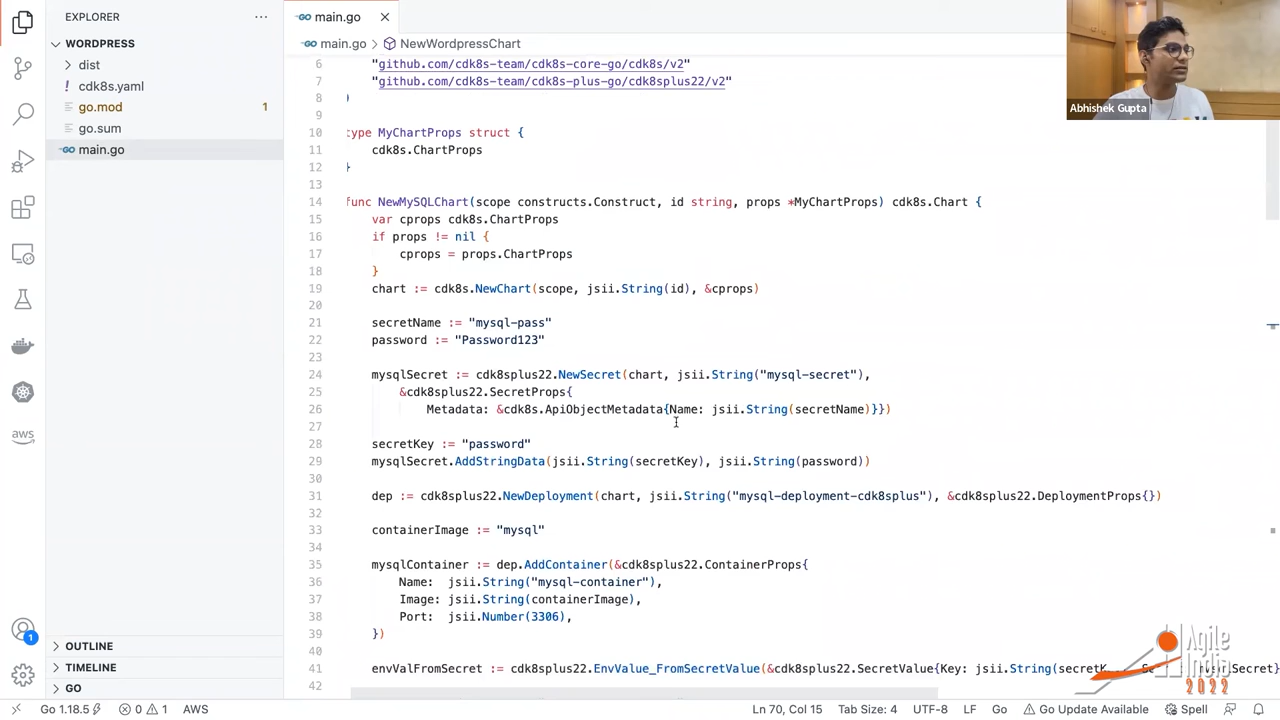 EXPLORER
WORDPRESS
dist
cdk8s.yaml
go.mod 1
go.sum
main.go
OUTLINE
TIMELINE
GO
main.go
main.go > NewWordpressChart
6 "github.com/cdk8s-team/cdk8s-core-go/cdk8s/v2"
7 "github.com/cdk8s-team/cdk8s-plus-go/cdk8splus22/v2"
8 )
9
10 type MyChartProps struct {
11 cdk8s.ChartProps
12 }
13
14 func NewMySQLChart(scope constructs.Construct, id string, props *MyChartProps) cdk8s.Chart {
15 var cprops cdk8s.ChartProps
16 if props != nil {
17 cprops = props.ChartProps
18 }
19 chart := cdk8s.NewChart(scope, jsii.String(id), &cprops)
20
21 secretName := "mysql-pass"
22 password := "Password123"
23
24 mysqlSecret := cdk8splus22.NewSecret(chart, jsii.String("mysql-secret"),
25 &cdk8splus22.SecretProps{
26 Metadata: &cdk8s.ApiObjectMetadata{Name: jsii.String(secretName)}})
27
28 secretKey := "password"
29 mysqlSecret.AddStringData(jsii.String(secretKey), jsii.String(password))
30
31 dep := cdk8splus22.NewDeployment(chart, jsii.String("mysql-deployment-cdk8splus"), &cdk8splus22.DeploymentProps{})
32
33 containerImage := "mysql"
34
35 mysqlContainer := dep.AddContainer(&cdk8splus22.ContainerProps{
36 Name: jsii.String("mysql-container"),
37 Image: jsii.String(containerImage),
38 Port: jsii.Number(3306),
39 })
40
41 envValFromSecret := cdk8splus22.EnvValue_FromSecretValue(&cdk8splus22.SecretValue{Key: jsii.String(secretK
42
Abhishek Gupta
Agile
India
2022
aws
1
Go 1.18.5 0 1 AWS Ln 70, Col 15 Tab Size: 4 UTF-8 LF Go Go Update Available Spell